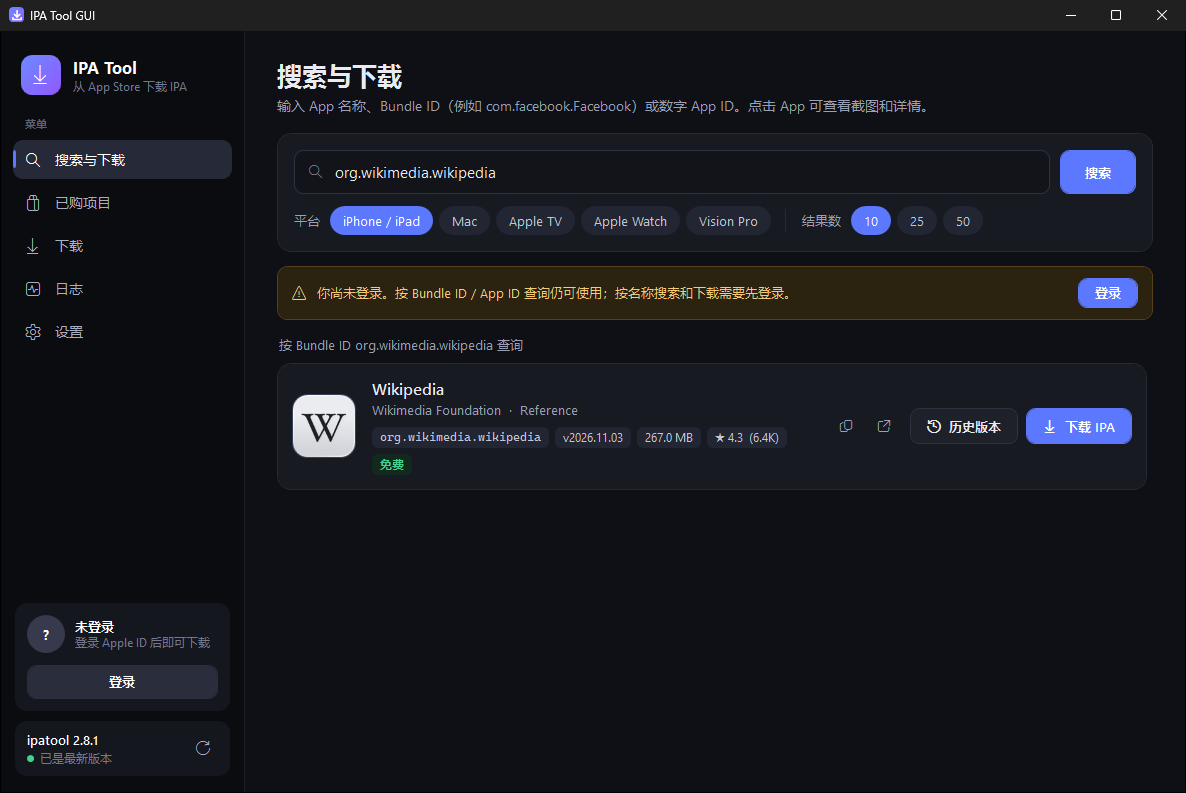 IPA Tool GUI
IPA Tool
从 App Store 下载 IPA
菜单
搜索与下载
已购项目
下载
日志
设置
?
未登录
登录 Apple ID 后即可下载
登录
ipatool 2.8.1
已是最新版本
搜索与下载
输入 App 名称、Bundle ID（例如 com.facebook.Facebook）或数字 App ID。点击 App 可查看截图和详情。
org.wikimedia.wikipedia
搜索
平台 iPhone / iPad Mac Apple TV Apple Watch Vision Pro 结果数 10 25 50
你尚未登录。按 Bundle ID / App ID 查询仍可使用；按名称搜索和下载需要先登录。
登录
按 Bundle ID org.wikimedia.wikipedia 查询
W
Wikipedia
Wikimedia Foundation · Reference
org.wikimedia.wikipedia v2026.11.03 267.0 MB ★ 4.3 (6.4K)
免费
历史版本
下载 IPA